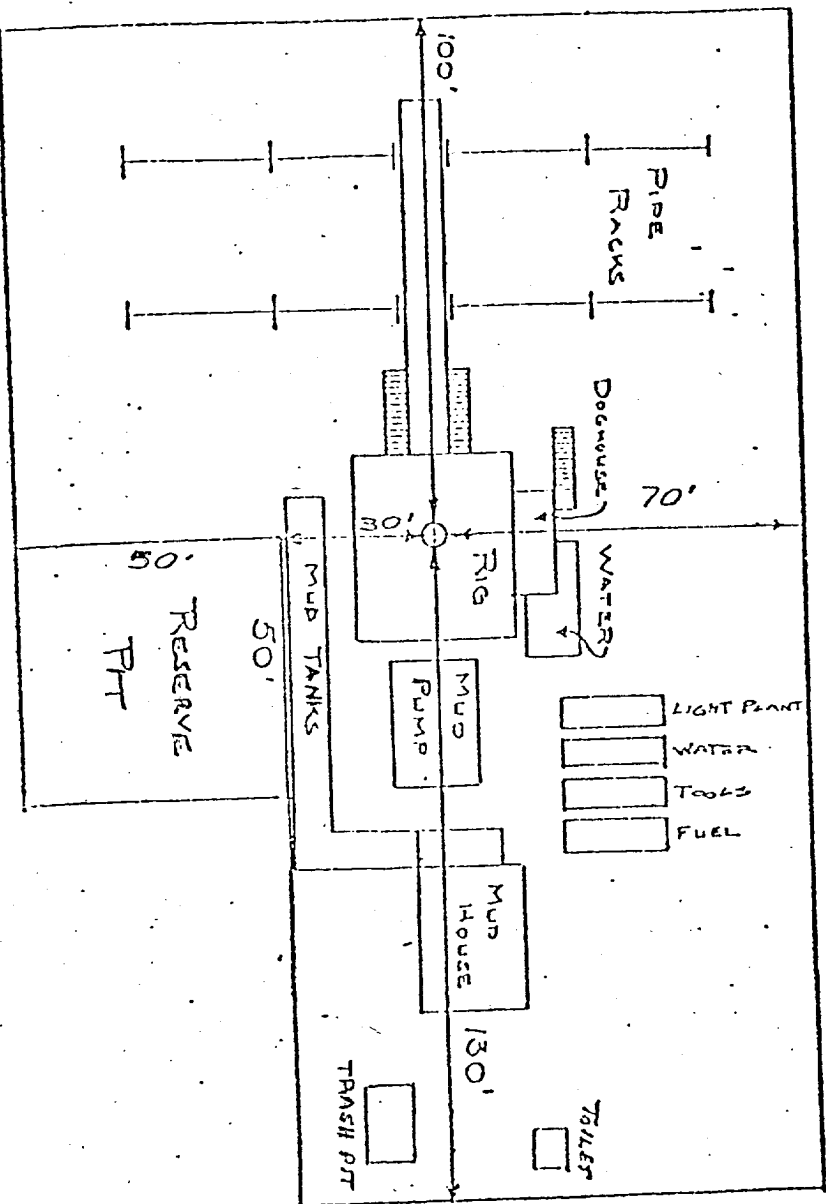 100'
PIPE
RACKS
DOGHOUSE
70'
WATER
30'
RIG
50'
50'
RESERVE
PIT
MUD TANKS
MUD
PUMP
LIGHT PLANT
WATER
TOOLS
FUEL
MUD
HOUSE
130'
TRASH PIT
TOILET